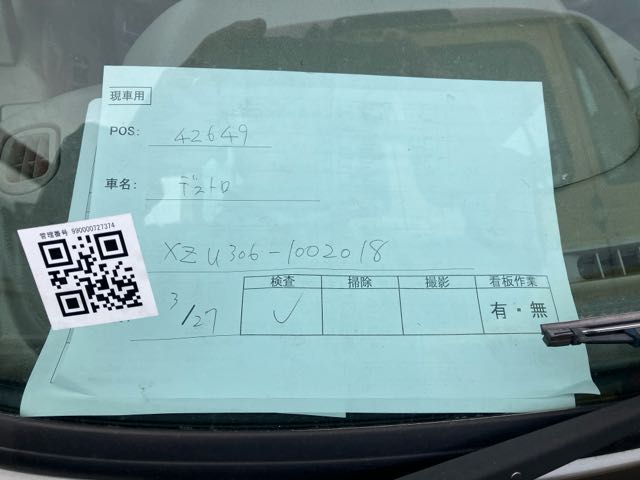 現車用
POS: 42649
車名: デュトロ
管理番号 990000727374
XZU306-1002018
3/27
検査 掃除 撮影 看板作業
✓ 有・無